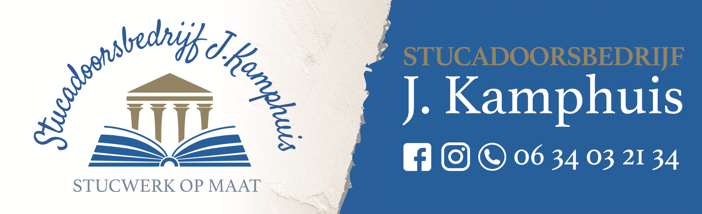 Stucadoorsbedrijf J. Kamphuis
STUCWERK OP MAAT
STUCADOORSBEDRIJF
J. Kamphuis
06 34 03 21 34